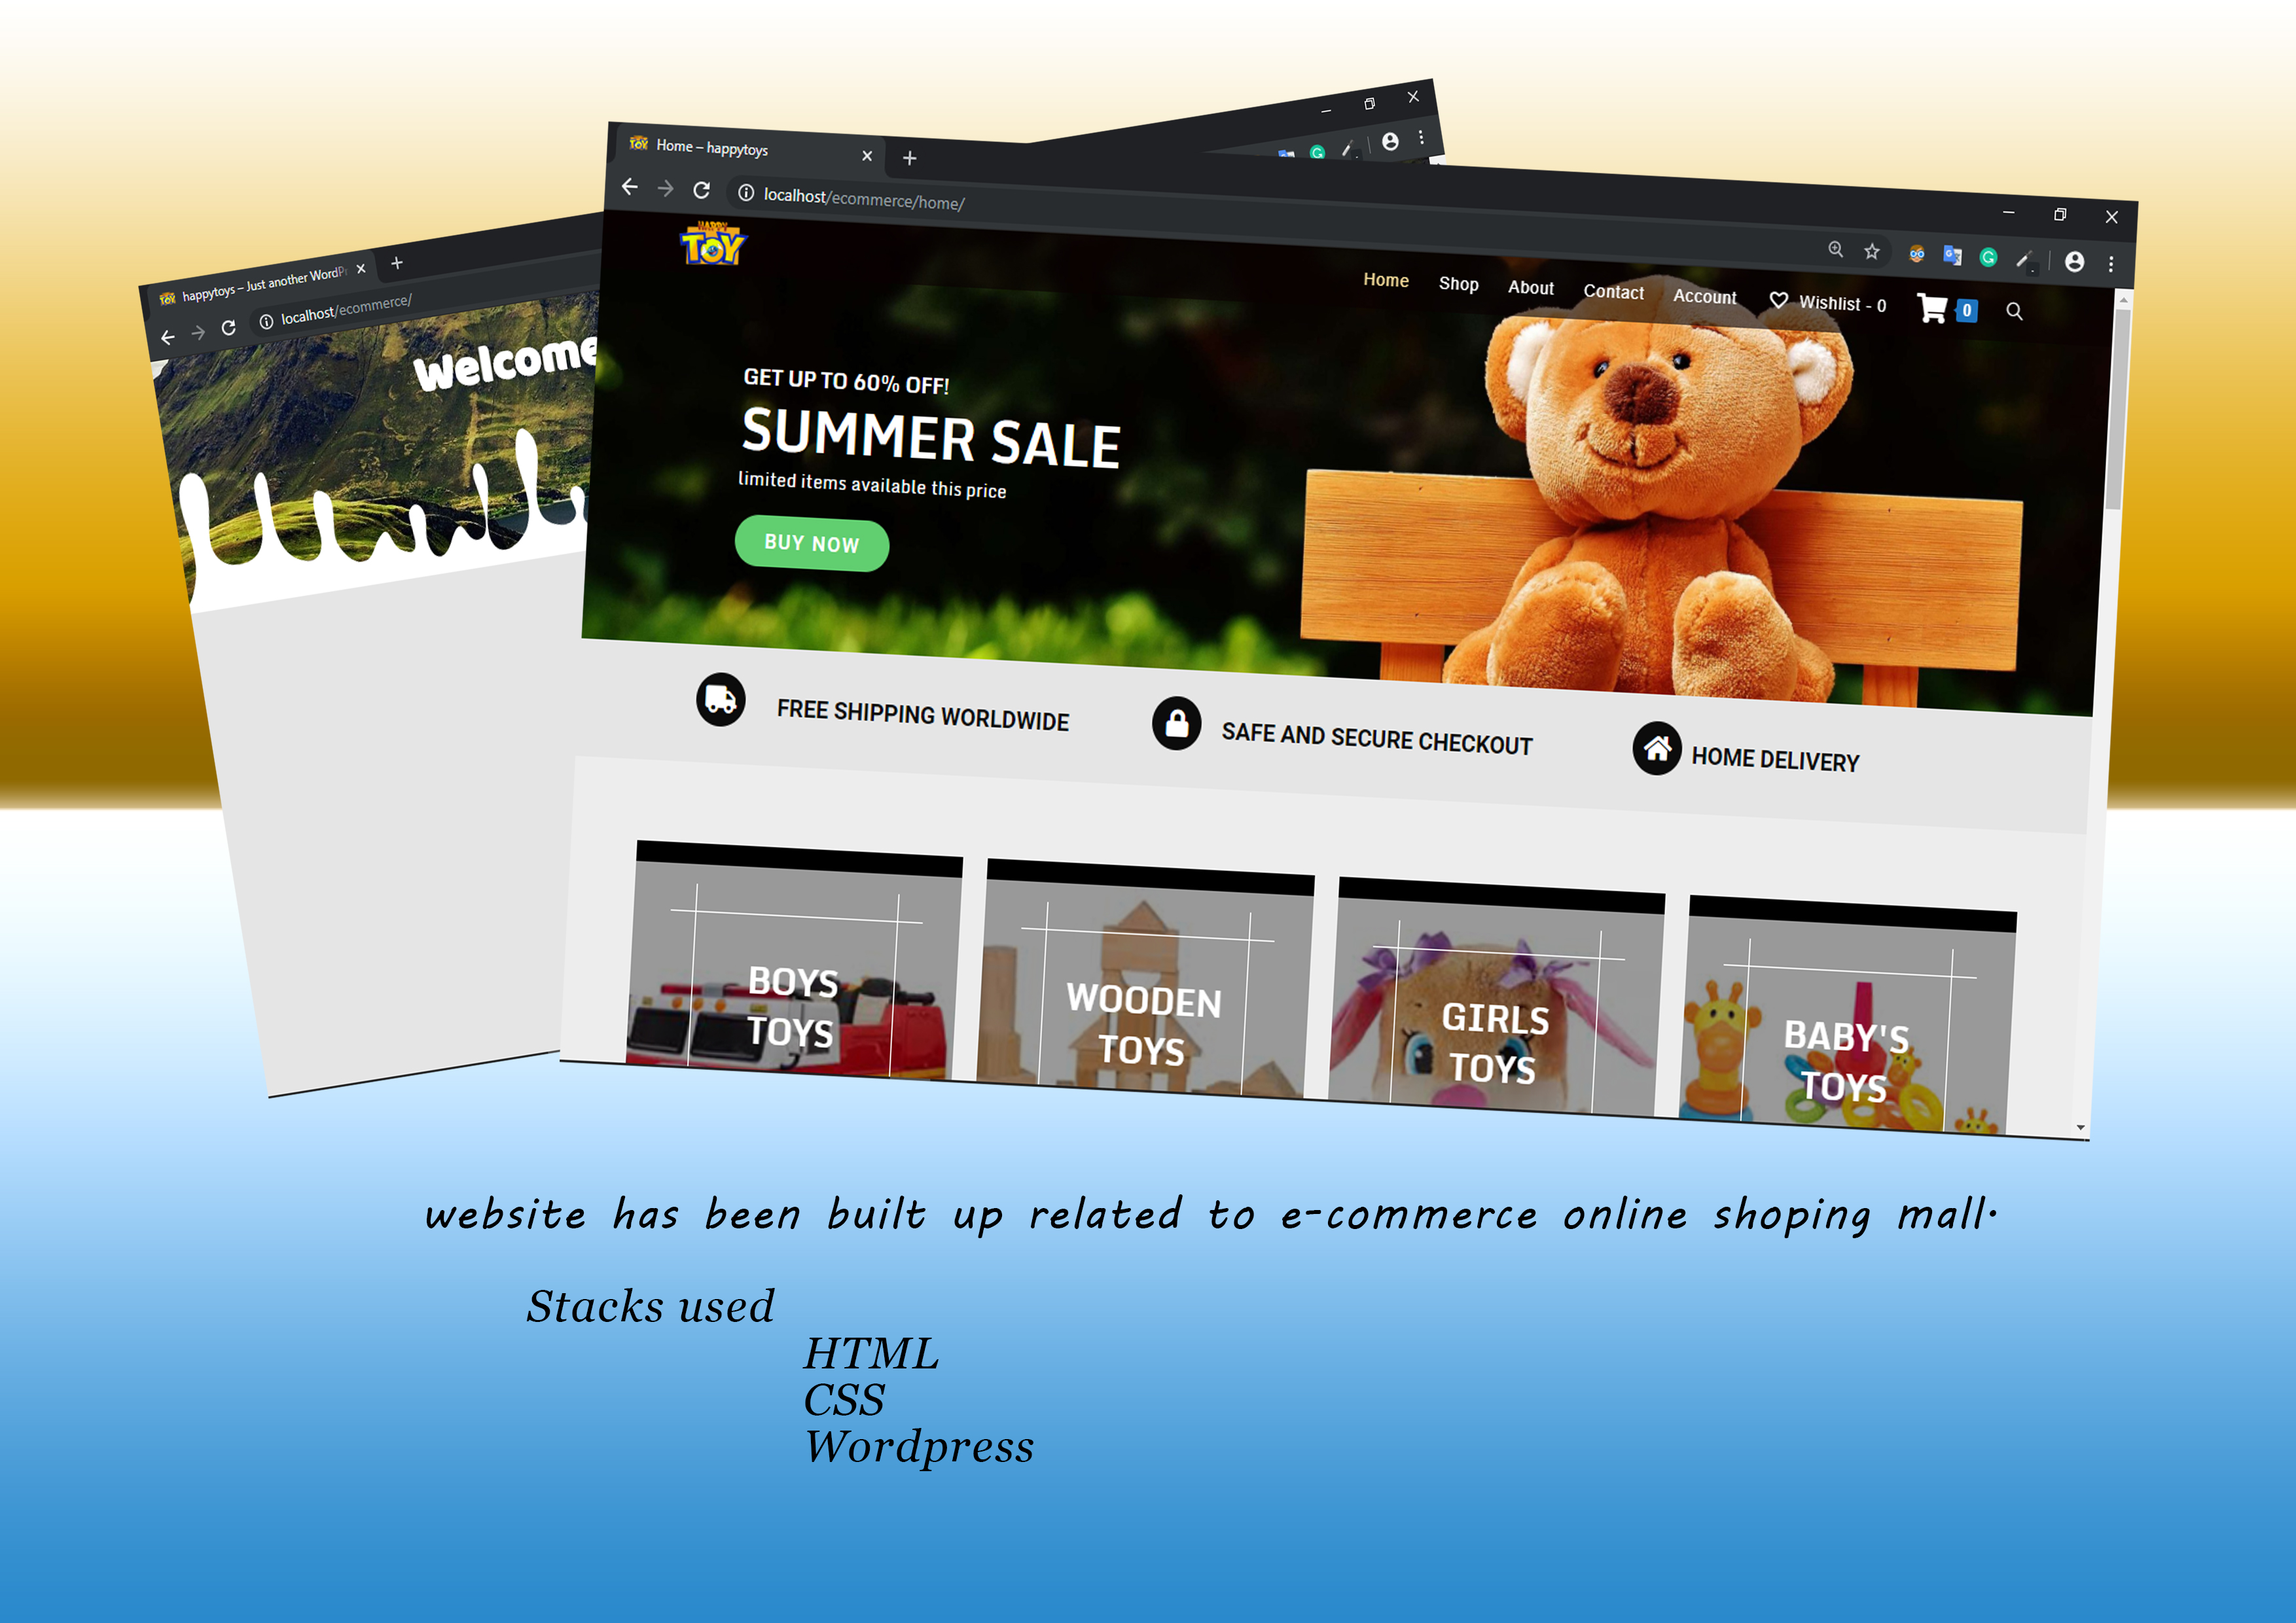 happytoys – Just another WordPr
localhost/ecommerce/
Welcome
Home – happytoys
localhost/ecommerce/home/
HAPPY
TOY
Home Shop About Contact Account Wishlist - 0 0
GET UP TO 60% OFF!
SUMMER SALE
limited items available this price
BUY NOW
FREE SHIPPING WORLDWIDE
SAFE AND SECURE CHECKOUT
HOME DELIVERY
BOYS
TOYS
WOODEN
TOYS
GIRLS
TOYS
BABY'S
TOYS
website has been built up related to e-commerce online shoping mall.
Stacks used
HTML
CSS
Wordpress